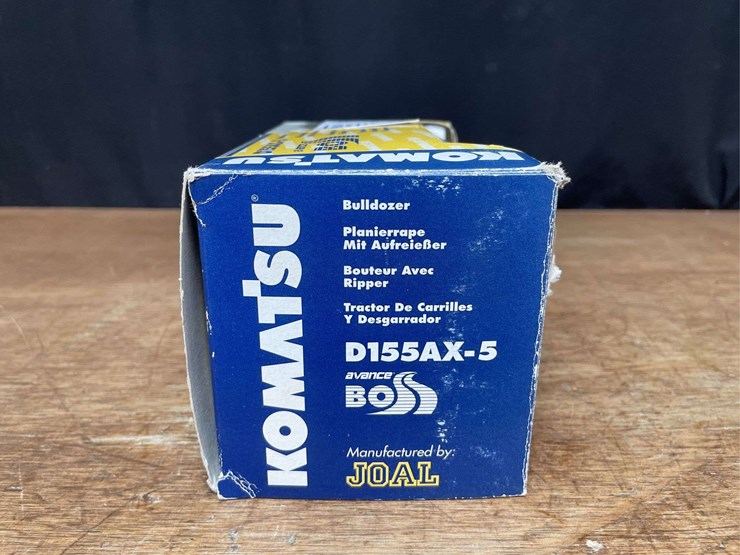 KOMATSU
KOMATSU®
Bulldozer
Planierrape
Mit Aufreießer
Bouteur Avec
Ripper
Tractor De Carrilles
Y Desgarrador
D155AX-5
avance
BOSS
Manufactured by:
JOAL